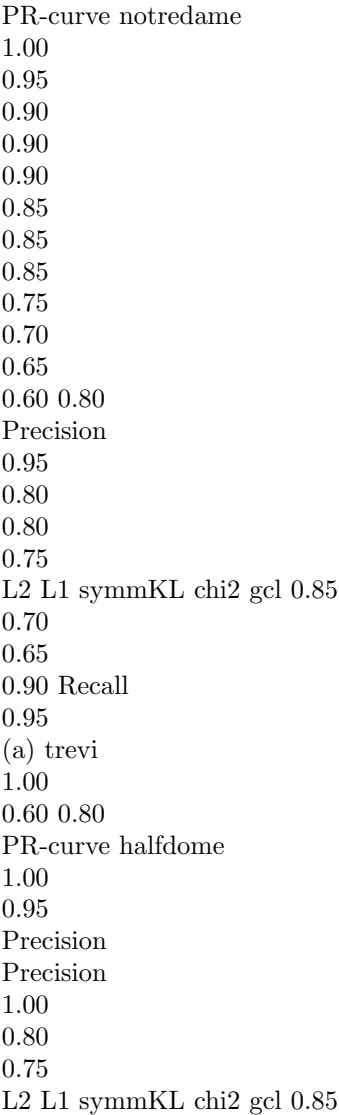 PR-curve notredame
1.00
0.95
0.90
0.90
0.90
0.85
0.85
0.85
0.75
0.70
0.65
0.60 0.80
Precision
0.95
0.80
0.80
0.75
L2 L1 symmKL chi2 gcl 0.85
0.70
0.65
0.90 Recall
0.95
(a) trevi
1.00
0.60 0.80
PR-curve halfdome
1.00
0.95
Precision
Precision
1.00
0.80
0.75
L2 L1 symmKL chi2 gcl 0.85